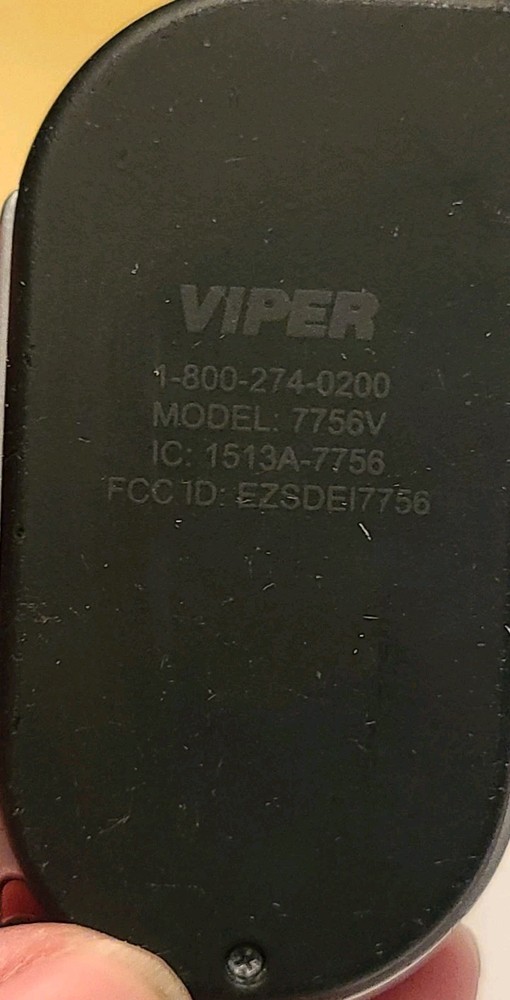 VIPER
1-800-274-0200
MODEL: 7756V
IC: 1513A-7756
FCC ID: EZSDEI7756